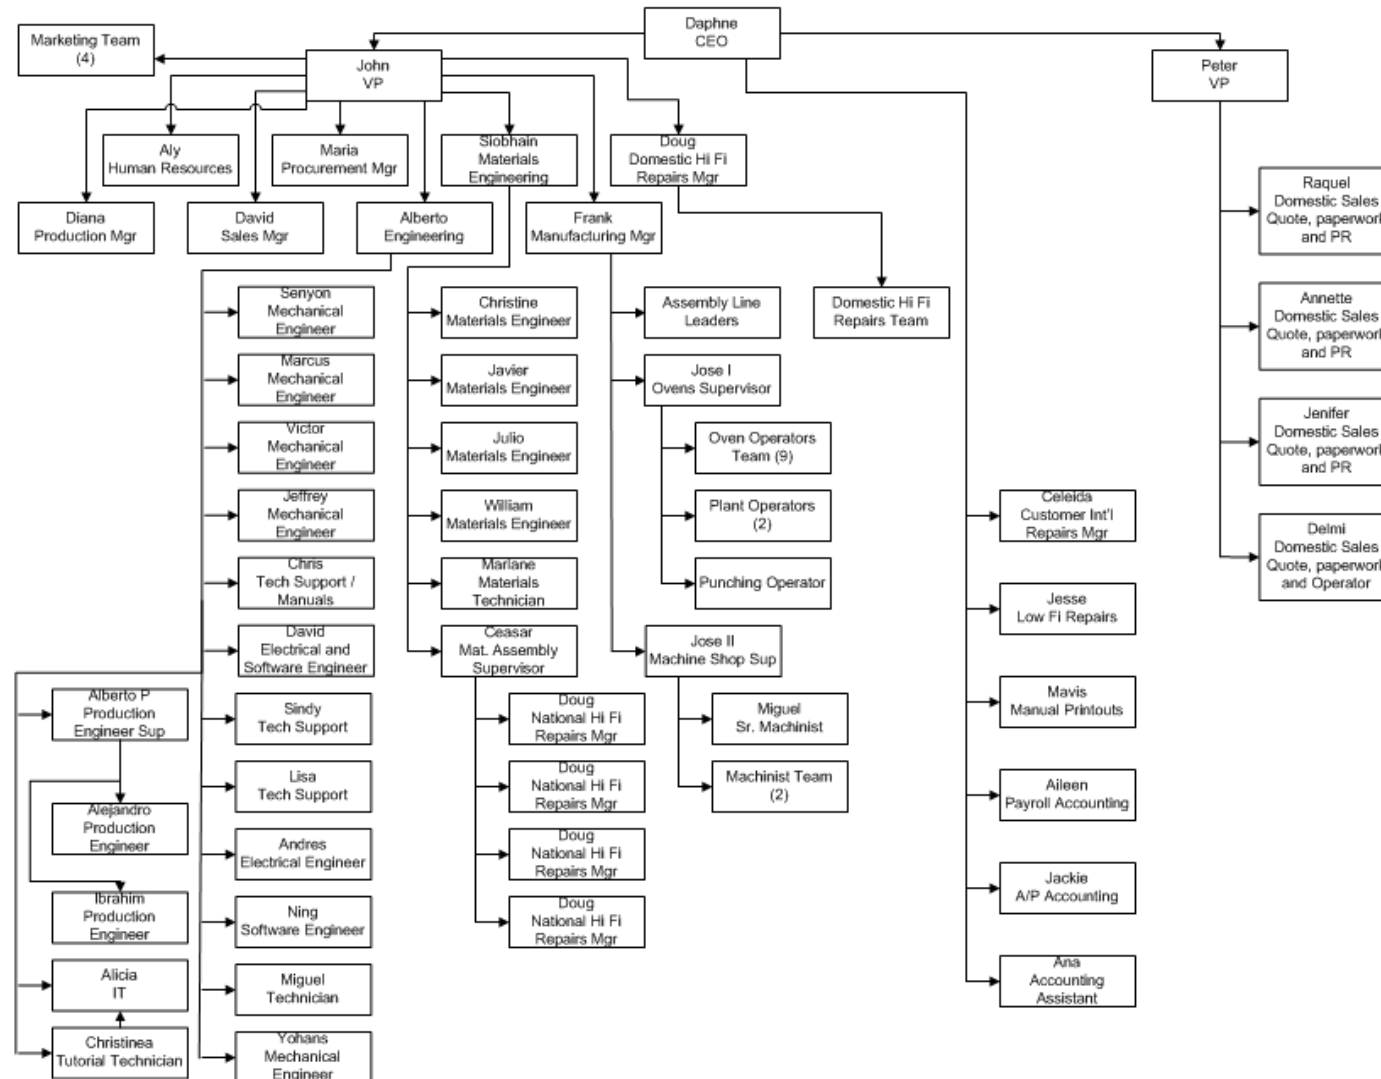 Daphne
CEO
Marketing Team
(4)
John
VP
Peter
VP
Aly
Human Resources
Maria
Procurement Mgr
Siobhain
Materials
Engineering
Doug
Domestic Hi Fi
Repairs Mgr
Diana
Production Mgr
David
Sales Mgr
Alberto
Engineering
Frank
Manufacturing Mgr
Raquel
Domestic Sales
Quote, paperwork
and PR
Annette
Domestic Sales
Quote, paperwork
and PR
Jenifer
Domestic Sales
Quote, paperwork
and PR
Delmi
Domestic Sales
Quote, paperwork
and Operator
Senyon
Mechanical
Engineer
Marcus
Mechanical
Engineer
Victor
Mechanical
Engineer
Jeffrey
Mechanical
Engineer
Chris
Tech Support /
Manuals
David
Electrical and
Software Engineer
Sindy
Tech Support
Lisa
Tech Support
Andres
Electrical Engineer
Ning
Software Engineer
Miguel
Technician
Yohans
Mechanical
Engineer
Alberto P
Production
Engineer Sup
Alejandro
Production
Engineer
Ibrahim
Production
Engineer
Alicia
IT
Christinea
Tutorial Technician
Christine
Materials Engineer
Javier
Materials Engineer
Julio
Materials Engineer
William
Materials Engineer
Marlane
Materials
Technician
Ceasar
Mat. Assembly
Supervisor
Doug
National Hi Fi
Repairs Mgr
Doug
National Hi Fi
Repairs Mgr
Doug
National Hi Fi
Repairs Mgr
Doug
National Hi Fi
Repairs Mgr
Assembly Line
Leaders
Jose I
Ovens Supervisor
Oven Operators
Team (9)
Plant Operators
(2)
Punching Operator
Jose II
Machine Shop Sup
Miguel
Sr. Machinist
Machinist Team
(2)
Domestic Hi Fi
Repairs Team
Celeida
Customer Int'l
Repairs Mgr
Jesse
Low Fi Repairs
Mavis
Manual Printouts
Aileen
Payroll Accounting
Jackie
A/P Accounting
Ana
Accounting
Assistant